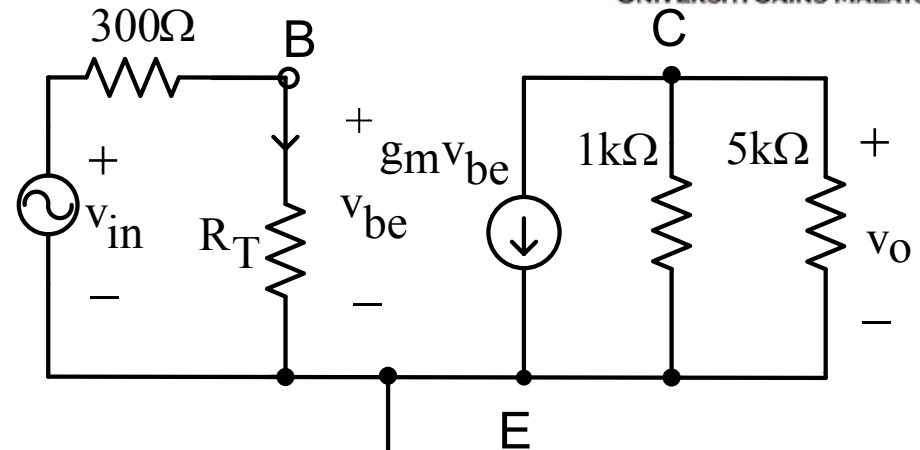 300Ω
B
C
+
v_in
−
R_T
+
v_be
−
g_m v_be
1kΩ
5kΩ
+
v_o
−
E